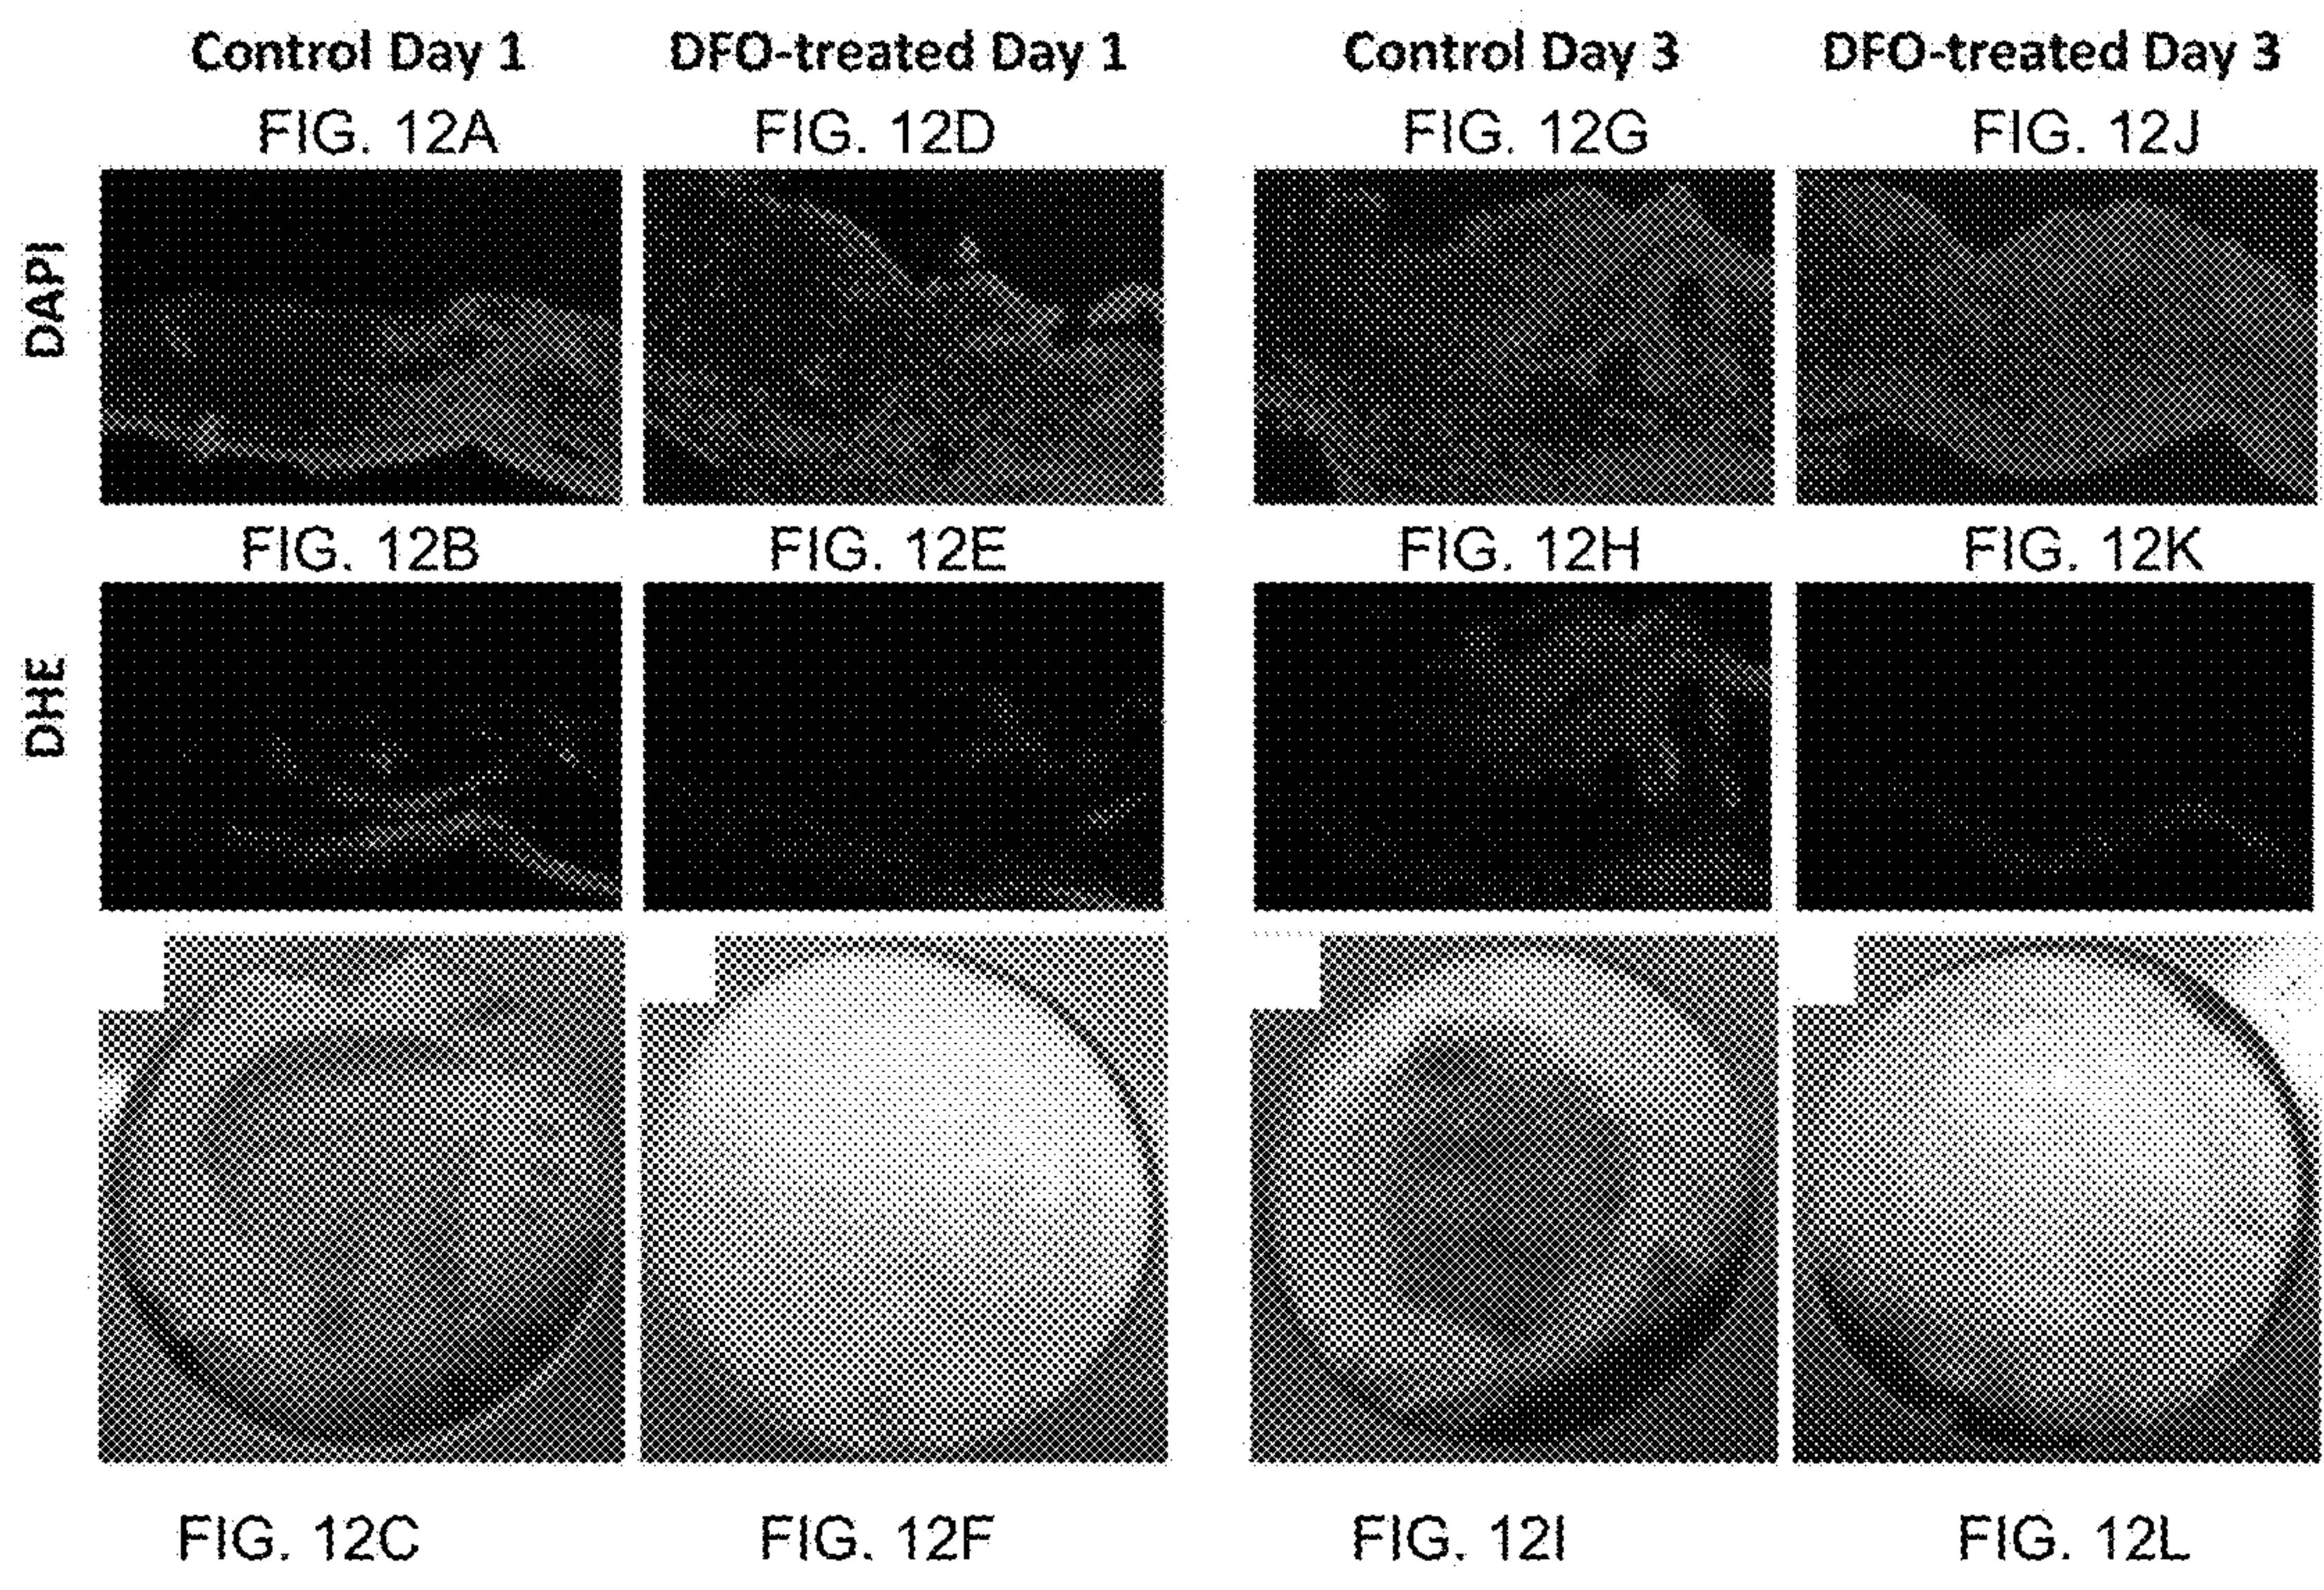 Control Day 1 DFO-treated Day 1 Control Day 3 DFO-treated Day 3
FIG. 12A FIG. 12D FIG. 12G FIG. 12J
DAPI
FIG. 12B FIG. 12E FIG. 12H FIG. 12K
DHE
FIG. 12C FIG. 12F FIG. 12I FIG. 12L